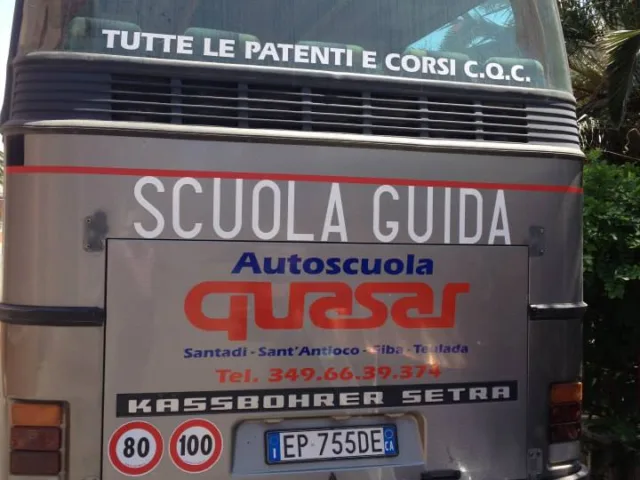 TUTTE LE PATENTI E CORSI C.Q.C.
SCUOLA GUIDA
Autoscuola
Quasar
Santadi - Sant'Antioco - Giba - Teulada
Tel. 349.66.39.374
KASSBOHRER SETRA
80 100
I EP 755DE CA